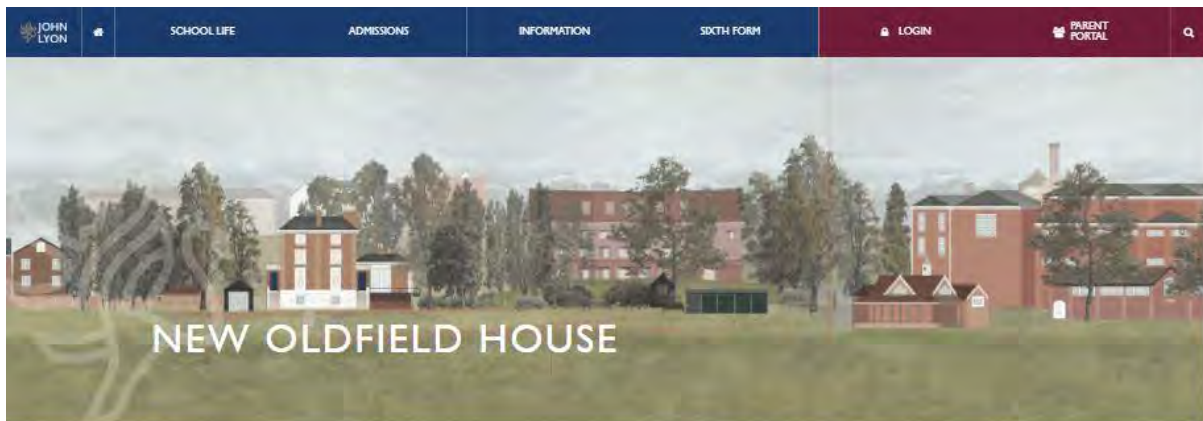 JOHN
LYON
SCHOOL LIFE
ADMISSIONS
INFORMATION
SIXTH FORM
LOGIN
PARENT
PORTAL
NEW OLDFIELD HOUSE